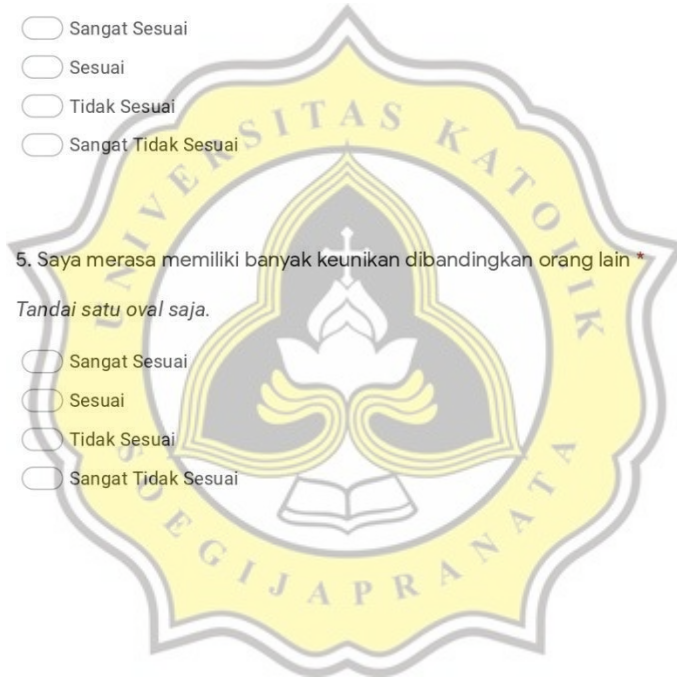 Sangat Sesuai
Sesuai
Tidak Sesuai
Sangat Tidak Sesuai
UNIVERSITAS KATOLIK
5. Saya merasa memiliki banyak keunikan dibandingkan orang lain *
Tandai satu oval saja.
Sangat Sesuai
Sesuai
Tidak Sesuai
Sangat Tidak Sesuai
SOEGIJAPRANATA